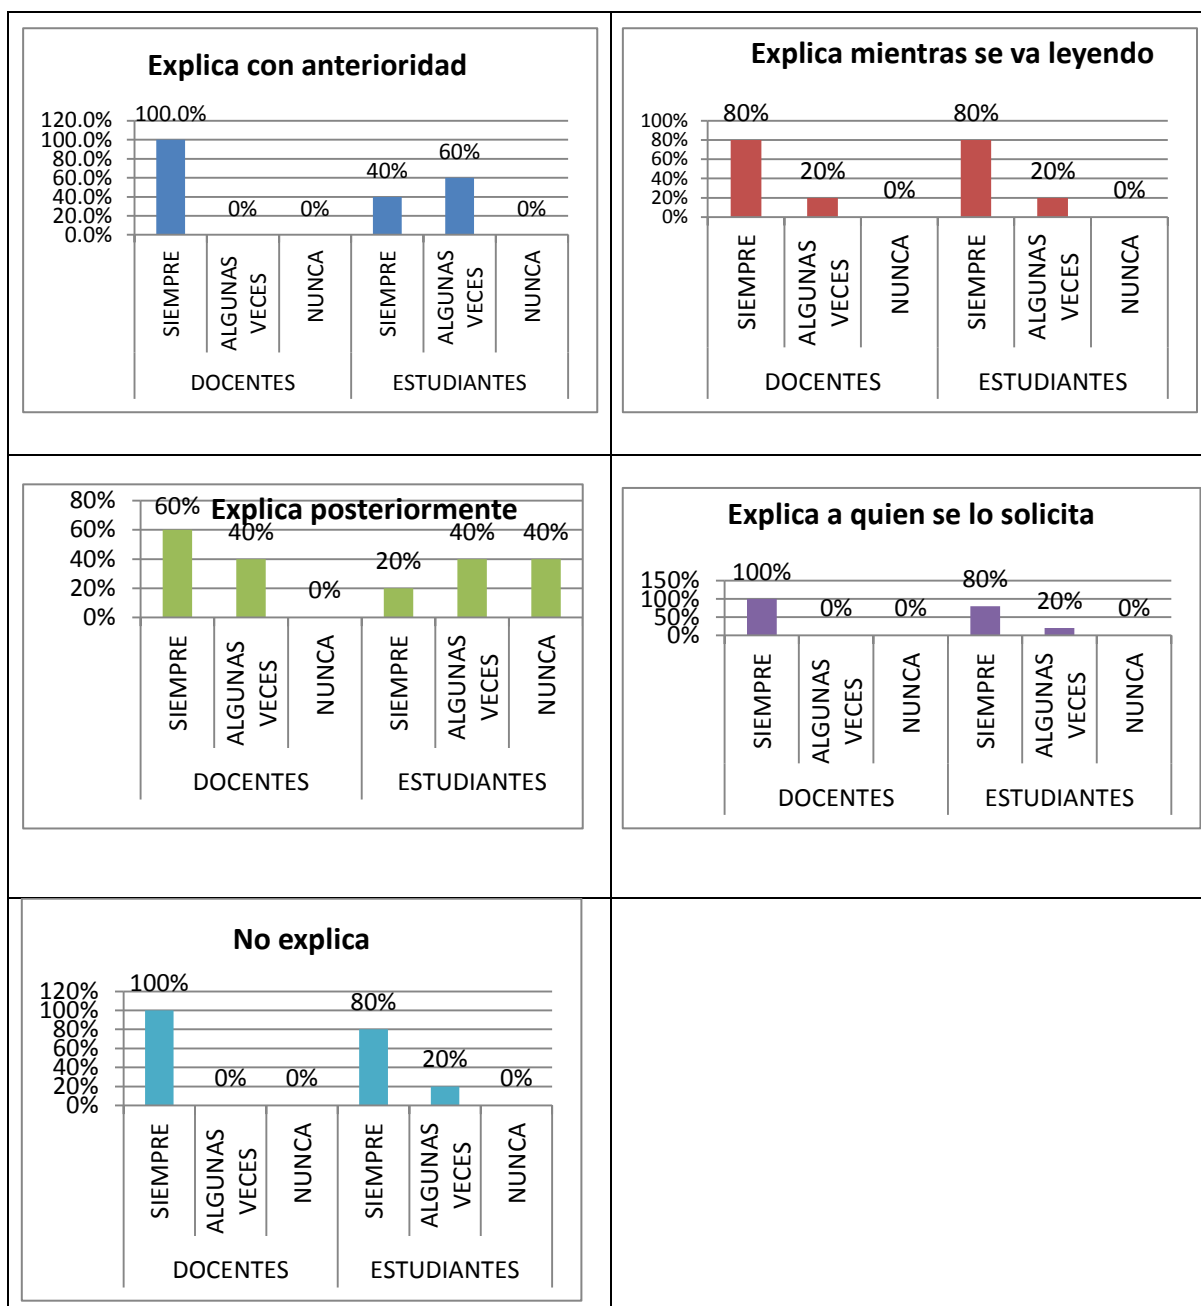 Explica con anterioridad
100.0%
120.0%
100.0%
80.0%
60.0%
40.0%
20.0%
0.0%
0%
0%
40%
60%
0%
SIEMPRE
ALGUNAS
VECES
NUNCA
SIEMPRE
ALGUNAS
VECES
NUNCA
DOCENTES
ESTUDIANTES
Explica mientras se va leyendo
100%
80%
60%
40%
20%
0%
80%
20%
0%
80%
20%
0%
SIEMPRE
ALGUNAS
VECES
NUNCA
SIEMPRE
ALGUNAS
VECES
NUNCA
DOCENTES
ESTUDIANTES
Explica posteriormente
80%
60%
40%
20%
0%
60%
40%
0%
20%
40%
40%
SIEMPRE
ALGUNAS
VECES
NUNCA
SIEMPRE
ALGUNAS
VECES
NUNCA
DOCENTES
ESTUDIANTES
Explica a quien se lo solicita
150%
100%
50%
0%
100%
0%
0%
80%
20%
0%
SIEMPRE
ALGUNAS
VECES
NUNCA
SIEMPRE
ALGUNAS
VECES
NUNCA
DOCENTES
ESTUDIANTES
No explica
120%
100%
80%
60%
40%
20%
0%
100%
0%
0%
80%
20%
0%
SIEMPRE
ALGUNAS
VECES
NUNCA
SIEMPRE
ALGUNAS
VECES
NUNCA
DOCENTES
ESTUDIANTES